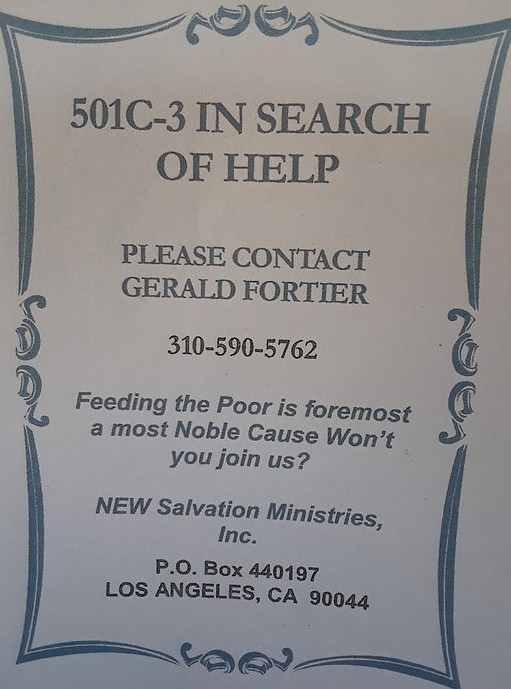 501C-3 IN SEARCH
OF HELP
PLEASE CONTACT
GERALD FORTIER
310-590-5762
Feeding the Poor is foremost
a most Noble Cause Won't
you join us?
NEW Salvation Ministries,
Inc.
P.O. Box 440197
LOS ANGELES, CA 90044